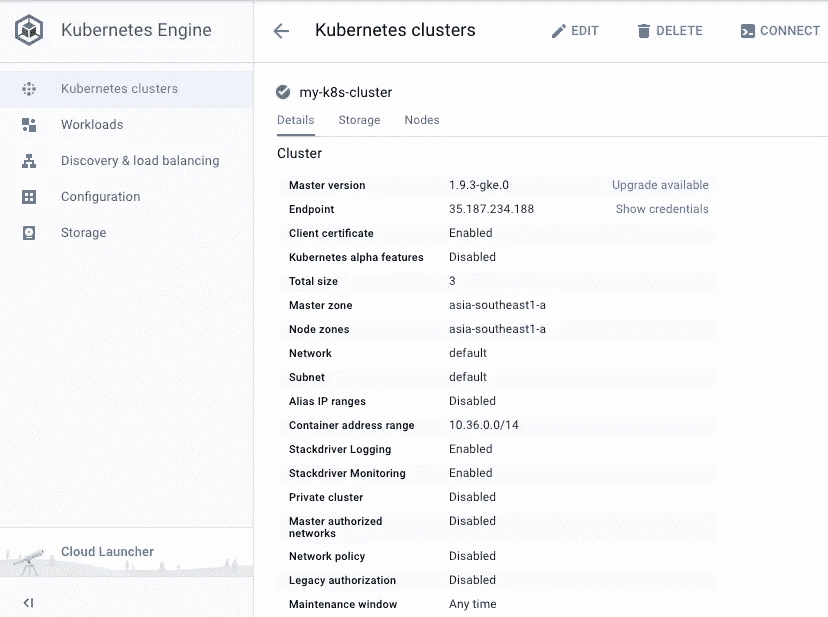 Kubernetes Engine
Kubernetes clusters
EDIT
DELETE
CONNECT
Kubernetes clusters
Workloads
Discovery & load balancing
Configuration
Storage
Cloud Launcher
my-k8s-cluster
Details Storage Nodes
Cluster
Master version 1.9.3-gke.0 Upgrade available
Endpoint 35.187.234.188 Show credentials
Client certificate Enabled
Kubernetes alpha features Disabled
Total size 3
Master zone asia-southeast1-a
Node zones asia-southeast1-a
Network default
Subnet default
Alias IP ranges Disabled
Container address range 10.36.0.0/14
Stackdriver Logging Enabled
Stackdriver Monitoring Enabled
Private cluster Disabled
Master authorized Disabled
networks
Network policy Disabled
Legacy authorization Disabled
Maintenance window Any time